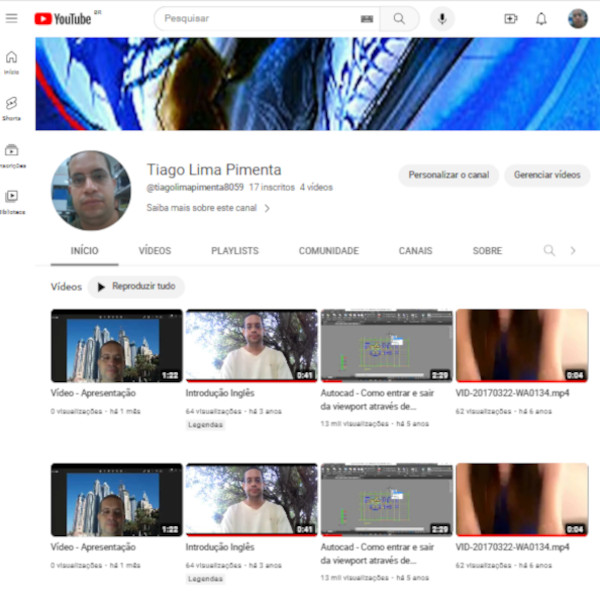 YouTube BR
Pesquisar
Início
Shorts
Inscrições
Biblioteca
Tiago Lima Pimenta
@tiagolimapimenta8059 17 inscritos 4 vídeos
Saiba mais sobre este canal
Personalizar o canal
Gerenciar vídeos
INÍCIO VÍDEOS PLAYLISTS COMUNIDADE CANAIS SOBRE
Vídeos Reproduzir tudo
1:22 0:41 2:29 0:04
Vídeo - Apresentação
0 visualizações · há 1 mês
Introdução Inglês
64 visualizações · há 3 anos
Legendas
Autocad - Como entrar e sair
da viewport através de...
13 mil visualizações · há 5 anos
VID-20170322-WA0134.mp4
62 visualizações · há 6 anos
1:22 0:41 2:29 0:04
Vídeo - Apresentação
0 visualizações · há 1 mês
Introdução Inglês
64 visualizações · há 3 anos
Legendas
Autocad - Como entrar e sair
da viewport através de...
13 mil visualizações · há 5 anos
VID-20170322-WA0134.mp4
62 visualizações · há 6 anos